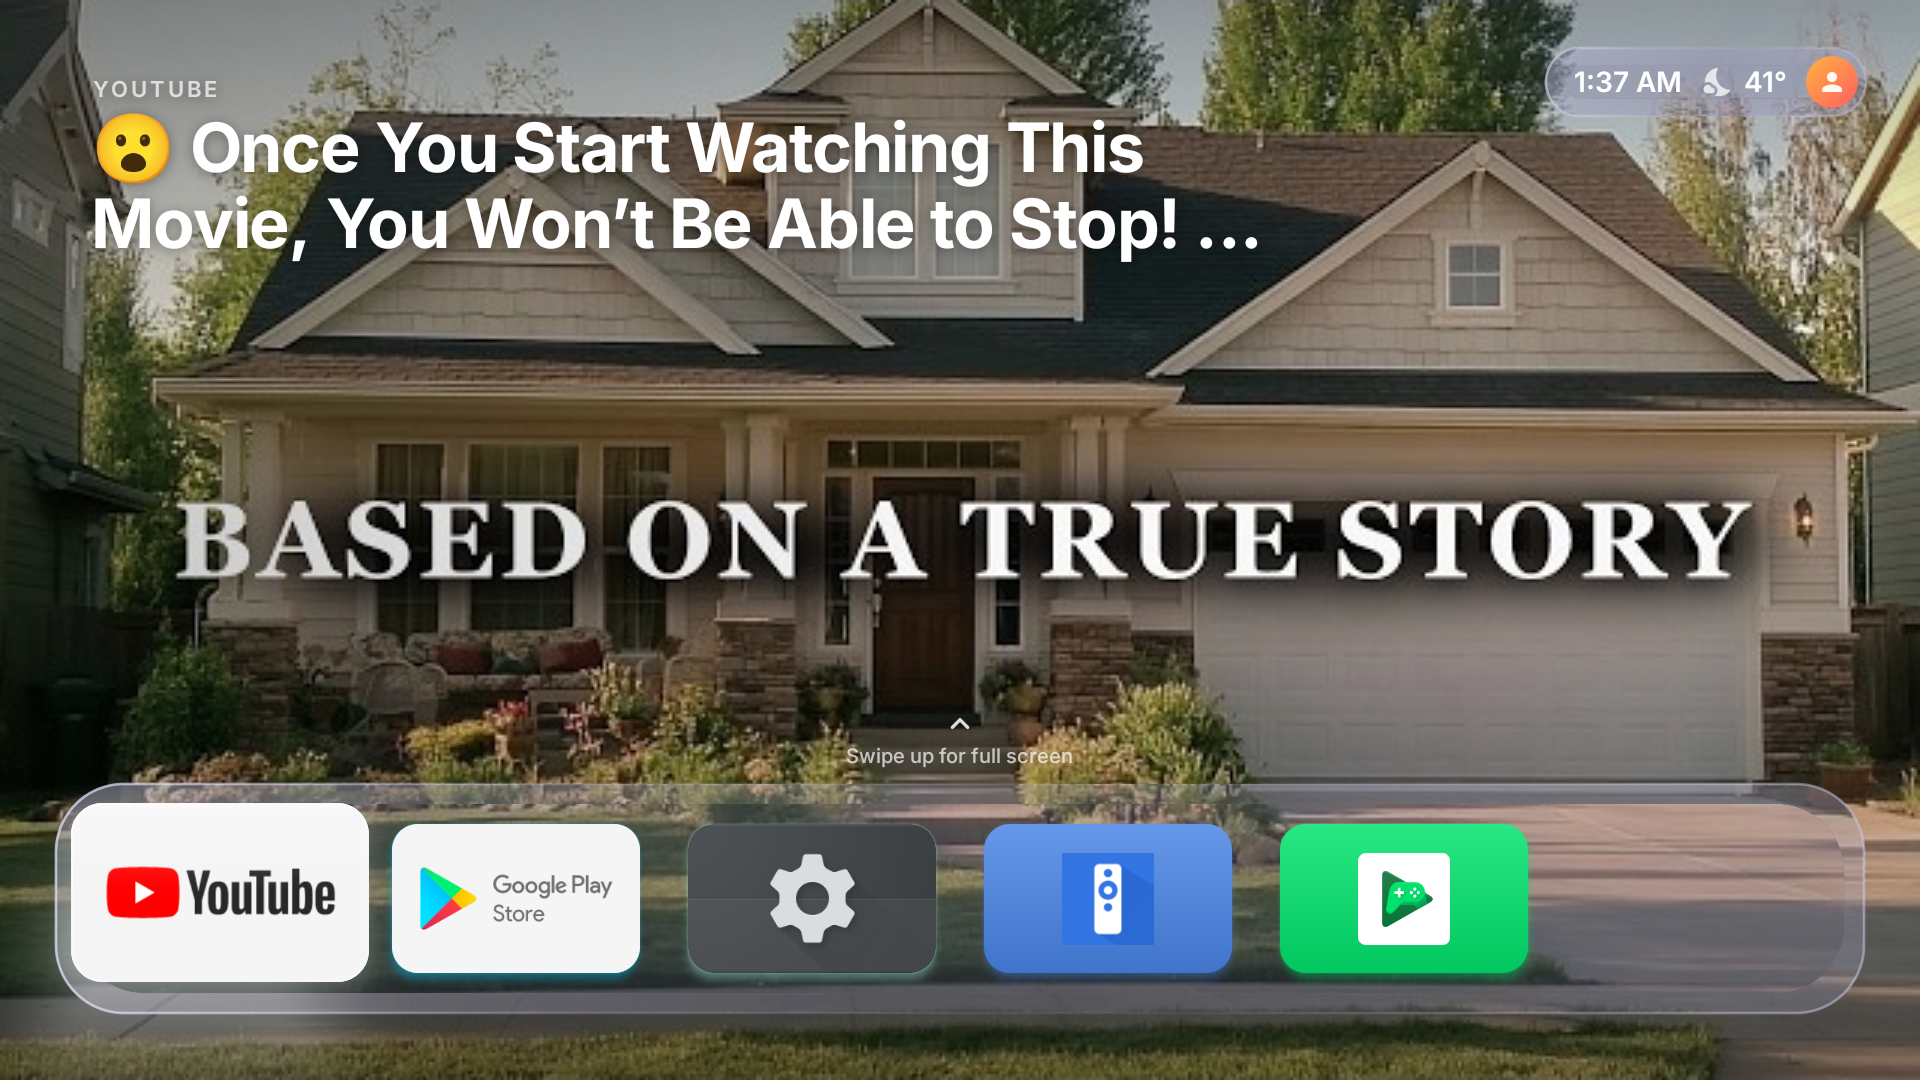 YOUTUBE
1:37 AM 41°
😮 Once You Start Watching This
Movie, You Won’t Be Able to Stop! ...
BASED ON A TRUE STORY
Swipe up for full screen
YouTube
Google Play
Store